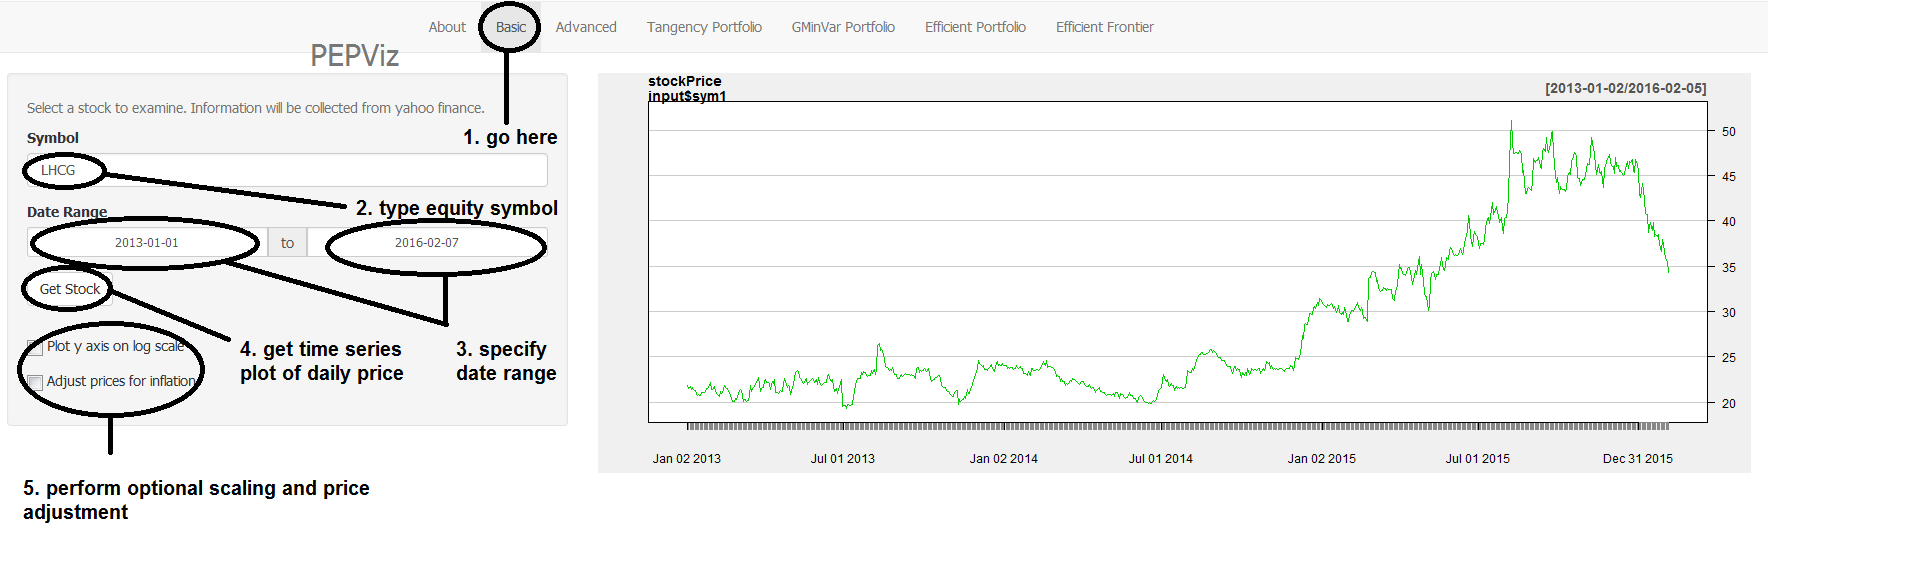 About Basic Advanced Tangency Portfolio GMinVar Portfolio Efficient Portfolio Efficient Frontier
PEPViz
Select a stock to examine. Information will be collected from yahoo finance.
Symbol
1. go here
LHCG
2. type equity symbol
Date Range
2013-01-01 to 2016-02-07
Get Stock
Plot y axis on log scale
Adjust prices for inflation
4. get time series
plot of daily price
3. specify
date range
5. perform optional scaling and price
adjustment
stockPrice
input$sym1
[2013-01-02/2016-02-05]
50
45
40
35
30
25
20
Jan 02 2013 Jul 01 2013 Jan 02 2014 Jul 01 2014 Jan 02 2015 Jul 01 2015 Dec 31 2015